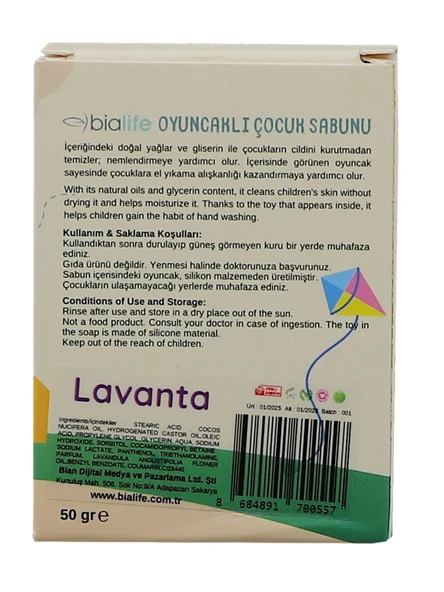 bialife OYUNCAKLI ÇOCUK SABUNU
İçeriğindeki doğal yağlar ve gliserin ile çocukların cildini kurutmadan
temizler; nemlendirmeye yardımcı olur. İçerisinde görünen oyuncak
sayesinde çocuklara el yıkama alışkanlığı kazandırmaya yardımcı olur.
With its natural oils and glycerin content, it cleans children's skin without
drying it and helps moisturize it. Thanks to the toy that appears inside, it
helps children gain the habit of hand washing.
Kullanım & Saklama Koşulları:
Kullandıktan sonra durulayıp güneş görmeyen kuru bir yerde muhafaza
ediniz.
Gıda ürünü değildir. Yenmesi halinde doktorunuza başvurunuz.
Sabun içerisindeki oyuncak, silikon malzemeden üretilmiştir.
Çocukların ulaşamayacağı yerlerde muhafaza ediniz.
Conditions of Use and Storage:
Rinse after use and store in a dry place out of the sun.
Not a food product. Consult your doctor in case of ingestion. The toy in
the soap is made of silicone material.
Keep out of the reach of children.
Lavanta
Ürt : 01/2025 Batch : 001
Ingredients/İçindekiler STEARIC ACID COCOS
NUCIFERA OIL, HYDROGENATED CASTOR OIL,OLEIC
ACID,PROPYLENE GLYCOL, GLYCERIN, AQUA, SODIUM
HYDROXIDE, SORBITOL, COCAMIDOPROPYL BETAINE,
SODIUM LACTATE, PANTHENOL, TRIETHANOLAMINE,
PARFUM, LAVANDULA ANGUSTIFOLIA FLOWER
OIL,BENZYL BENZOATE, COUMARIN,CI28440
Bian Dijital Medya ve Pazarlama Ltd. Şti
Kurtuluş Mah. 506. Sok No:9/A Adapazarı Sakarya
www.bialife.com.tr
50 gr e
8 684891 700557